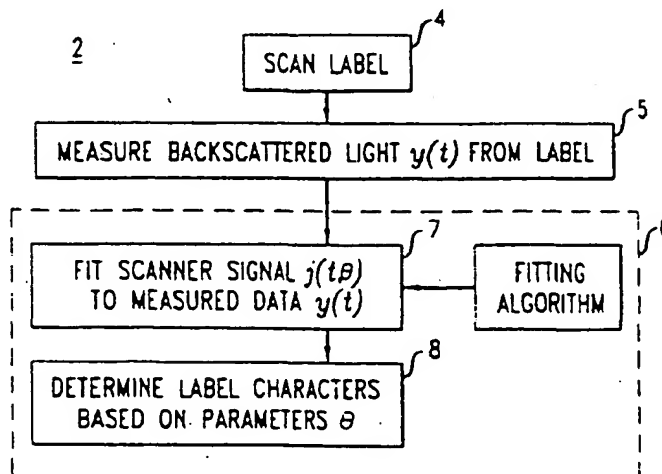 2
4
SCAN LABEL
5
MEASURE BACKSCATTERED LIGHT y(t) FROM LABEL
6
7
FIT SCANNER SIGNAL j(t,θ)
TO MEASURED DATA y(t)
FITTING
ALGORITHM
8
DETERMINE LABEL CHARACTERS
BASED ON PARAMETERS θ